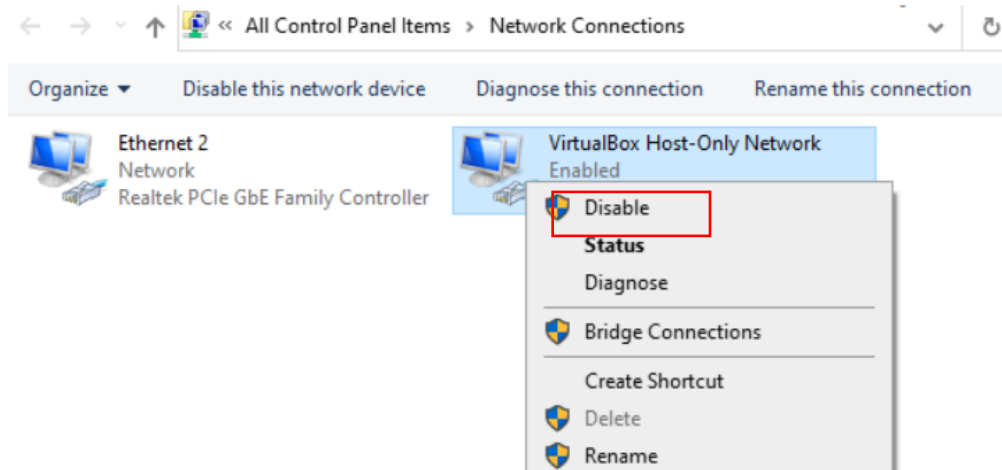 « All Control Panel Items > Network Connections
Organize Disable this network device Diagnose this connection Rename this connection
Ethernet 2
Network
Realtek PCIe GbE Family Controller
VirtualBox Host-Only Network
Enabled
Disable
Status
Diagnose
Bridge Connections
Create Shortcut
Delete
Rename